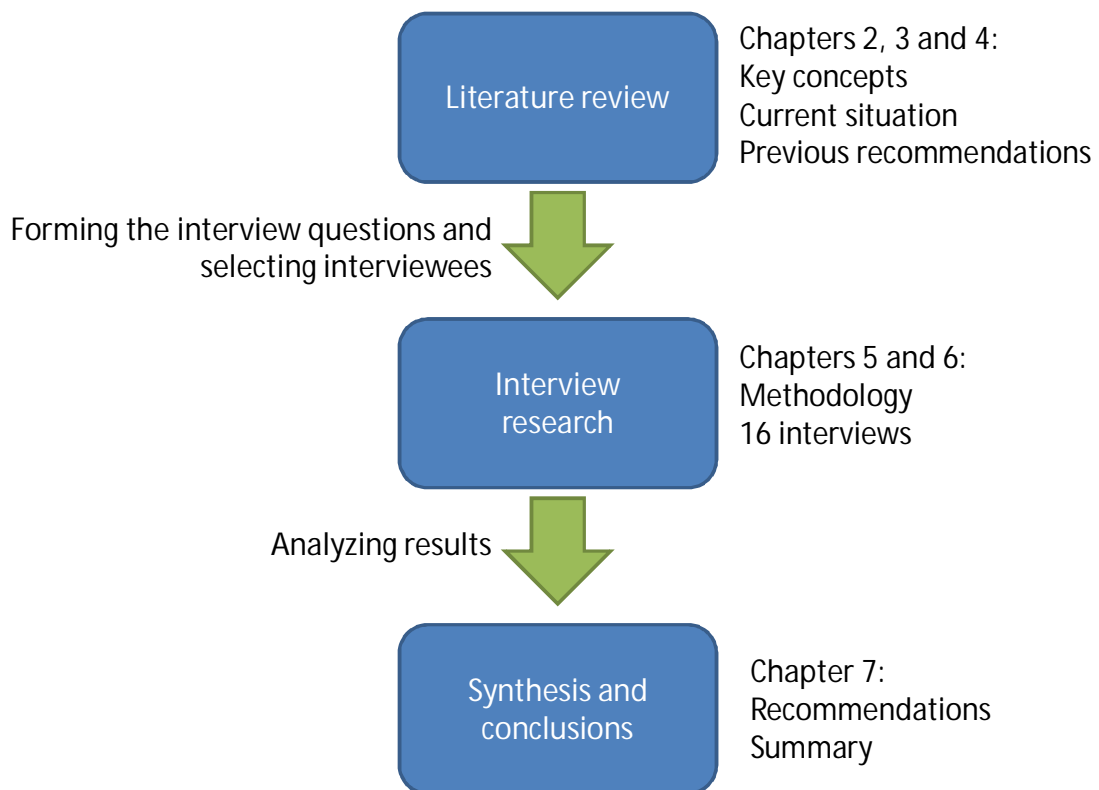 Literature review
Chapters 2, 3 and 4:
Key concepts
Current situation
Previous recommendations
Forming the interview questions and
selecting interviewees
Interview
research
Chapters 5 and 6:
Methodology
16 interviews
Analyzing results
Synthesis and
conclusions
Chapter 7:
Recommendations
Summary